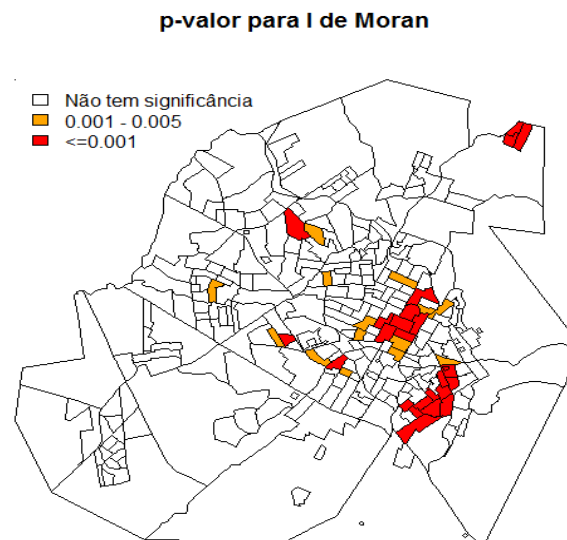 p-valor para I de Moran
Não tem significância
0.001 - 0.005
<=0.001